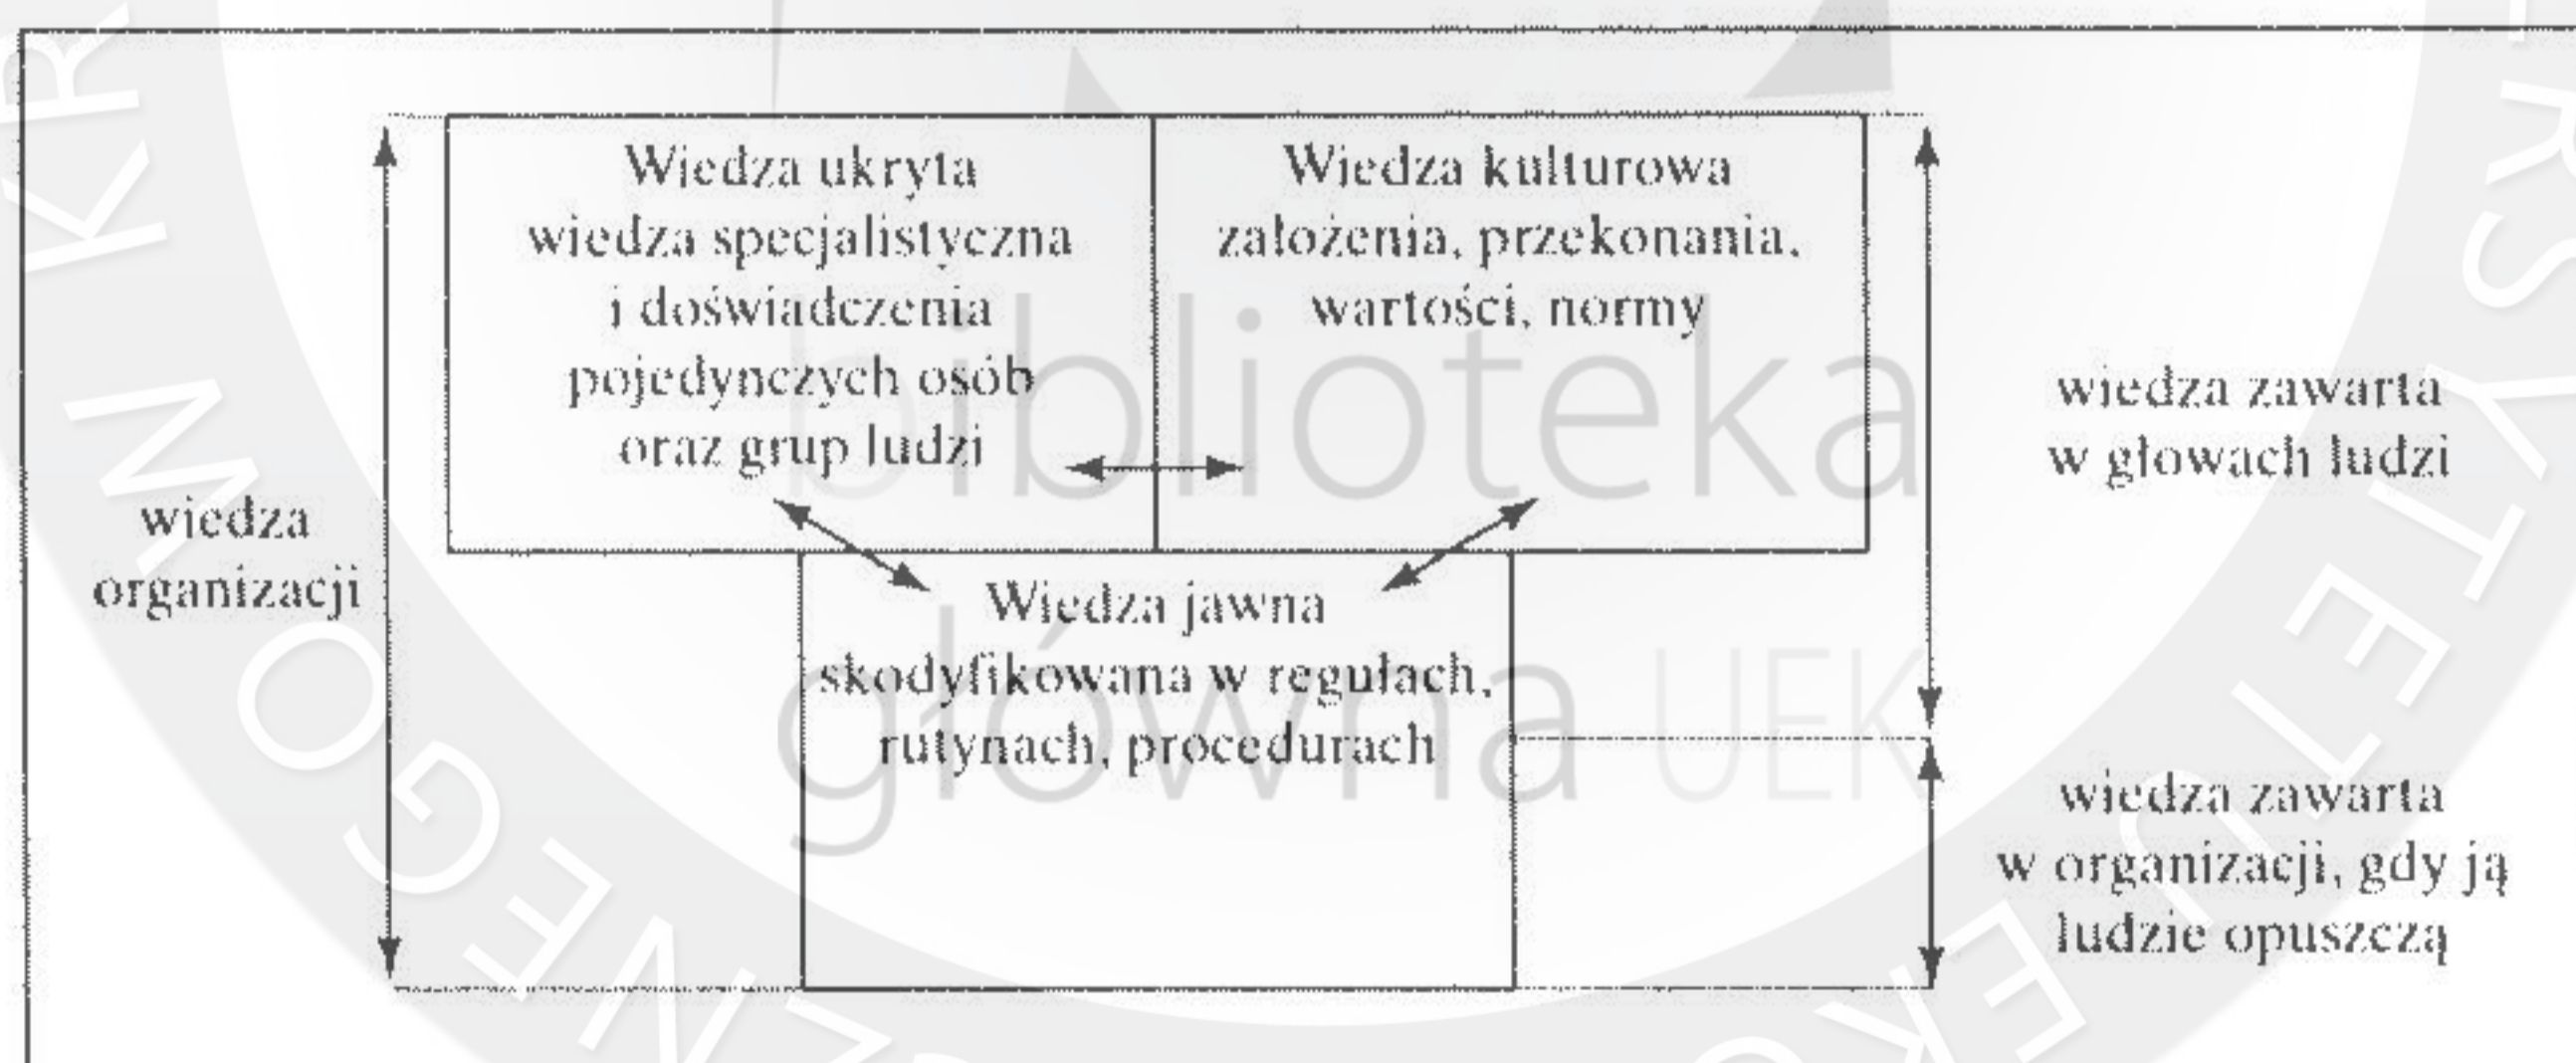 Wiedza ukryta
wiedza specjalistyczna
i doświadczenia
pojedynczych osób
oraz grup ludzi
Wiedza kulturowa
założenia, przekonania,
wartości, normy
wiedza
organizacji
Wiedza jawna
skodyfikowana w regułach,
rutynach, procedurach
wiedza zawarta
w głowach ludzi
wiedza zawarta
w organizacji, gdy ją
ludzie opuszczą
biblioteka
główna UEK